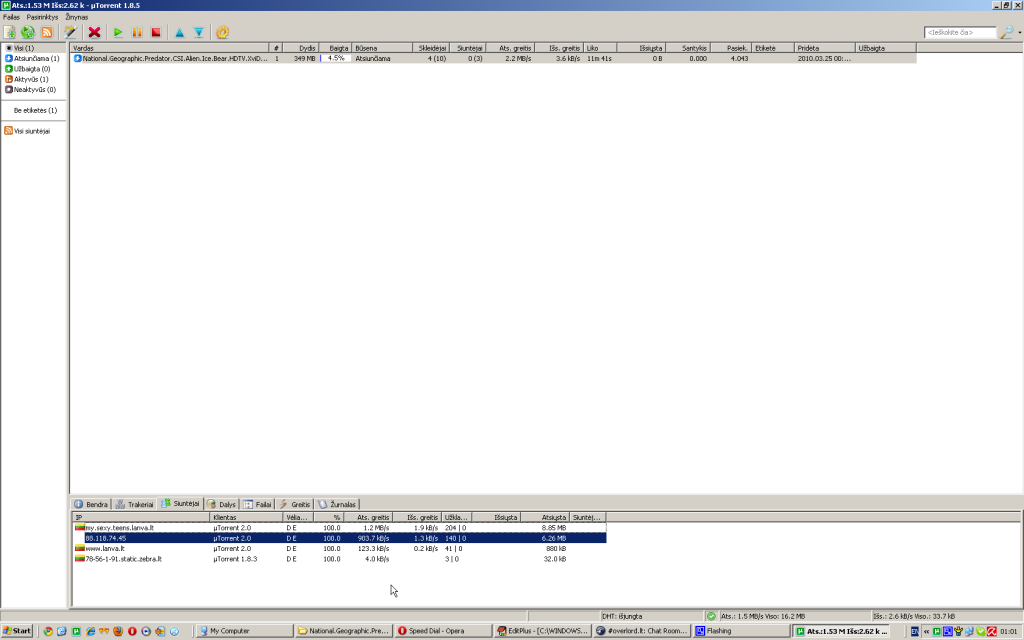 Ats.:1.53 M Išs:2.62 k - µTorrent 1.8.5
Failas Pasirinktys Žinynas
<Ieškokite čia>
Visi (1)
Atsiunčiama (1)
Užbaigta (0)
Aktyvūs (1)
Neaktyvūs (0)
Be etiketės (1)
Visi siuntėjai
Vardas # Dydis Baigta Būsena Skleidėjai Siuntėjai Ats. greitis Išs. greitis Liko Išsiųsta Santykis Pasiek. Etiketė Pridėta Užbaigta
National.Geographic.Predator.CSI.Alien.Ice.Bear.HDTV.XviD... 1 349 MB 4.5% Atsiunčiama 4 (10) 0 (3) 2.2 MB/s 3.6 kB/s 11m 41s 0 B 0.000 4.043 2010.03.25 00:...
Bendra Trakeriai Siuntėjai Dalys Failai Greitis Žurnalas
IP Klientas Vėlia... % Ats. greitis Išs. greitis Užkla... Išsiųsta Atsiųsta Siuntėj...
my.sexy.teens.lanva.lt µTorrent 2.0 D E 100.0 1.2 MB/s 1.9 kB/s 204 | 0 8.85 MB
88.118.74.45 µTorrent 2.0 D E 100.0 903.7 kB/s 1.3 kB/s 140 | 0 6.26 MB
www.lanva.lt µTorrent 2.0 D E 100.0 123.3 kB/s 0.2 kB/s 41 | 0 880 kB
78-56-1-91.static.zebra.lt µTorrent 1.8.3 D E 100.0 4.0 kB/s 3 | 0 32.0 kB
DHT: išjungta Ats.: 1.5 MB/s Viso: 16.2 MB Išs.: 2.6 kB/s Viso: 33.7 kB
Start My Computer National.Geographic.Pre... Speed Dial - Opera EditPlus - [C:\WINDOWS... #overlord.lt: Chat Room... Flashing Ats.:1.53 M Išs:2.62 k ... EN « 01:01